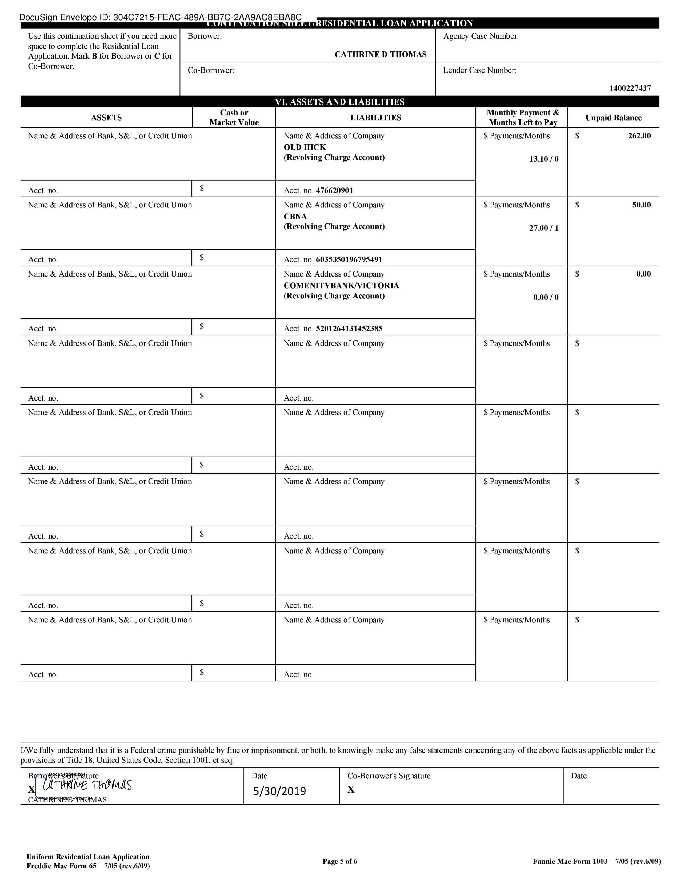 DocuSign Envelope ID: 304C7215-FEAC-489A-BB7C-2AA9AC8EBA8C
CONTINUATION SHEET/RESIDENTIAL LOAN APPLICATION
Use this continuation sheet if you need more
space to complete the Residential Loan
Application. Mark B for Borrower or C for
Co-Borrower.
Borrower:
CATHRINE D THOMAS
Co-Borrower:
Agency Case Number:
Lender Case Number:
1400227437
VI. ASSETS AND LIABILITIES
ASSETS
Cash or
Market Value
LIABILITIES
Monthly Payment &
Months Left to Pay
Unpaid Balance
Name & Address of Bank, S&L, or Credit Union
Name & Address of Company
$ Payments/Months
$ 262.00
OLD HICK
(Revolving Charge Account)
13.10 / 0
Acct. no.
$
Acct. no. 476620901
Name & Address of Bank, S&L, or Credit Union
Name & Address of Company
$ Payments/Months
$ 50.00
CBNA
(Revolving Charge Account)
27.00 / 1
Acct. no.
$
Acct. no. 6035350196795491
Name & Address of Bank, S&L, or Credit Union
Name & Address of Company
$ Payments/Months
$ 0.00
COMENITYBANK/VICTORIA
(Revolving Charge Account)
0.00 / 0
Acct. no.
$
Acct. no. 5201264131452385
Name & Address of Bank, S&L, or Credit Union
Name & Address of Company
$ Payments/Months
$
Acct. no.
$
Acct. no.
Name & Address of Bank, S&L, or Credit Union
Name & Address of Company
$ Payments/Months
$
Acct. no.
$
Acct. no.
Name & Address of Bank, S&L, or Credit Union
Name & Address of Company
$ Payments/Months
$
Acct. no.
$
Acct. no.
Name & Address of Bank, S&L, or Credit Union
Name & Address of Company
$ Payments/Months
$
Acct. no.
$
Acct. no.
Name & Address of Bank, S&L, or Credit Union
Name & Address of Company
$ Payments/Months
$
Acct. no.
$
Acct. no.
I/We fully understand that it is a Federal crime punishable by fine or imprisonment, or both, to knowingly make any false statements concerning any of the above facts as applicable under the
provisions of Title 18, United States Code, Section 1001, et seq.
Borrower's Signature
X CATHRINE THOMAS
CATHRINE D THOMAS
Date
5/30/2019
Co-Borrower's Signature
X
Date
Uniform Residential Loan Application
Freddie Mac Form 65 7/05 (rev.6/09)
Page 5 of 6
Fannie Mae Form 1003 7/05 (rev.6/09)